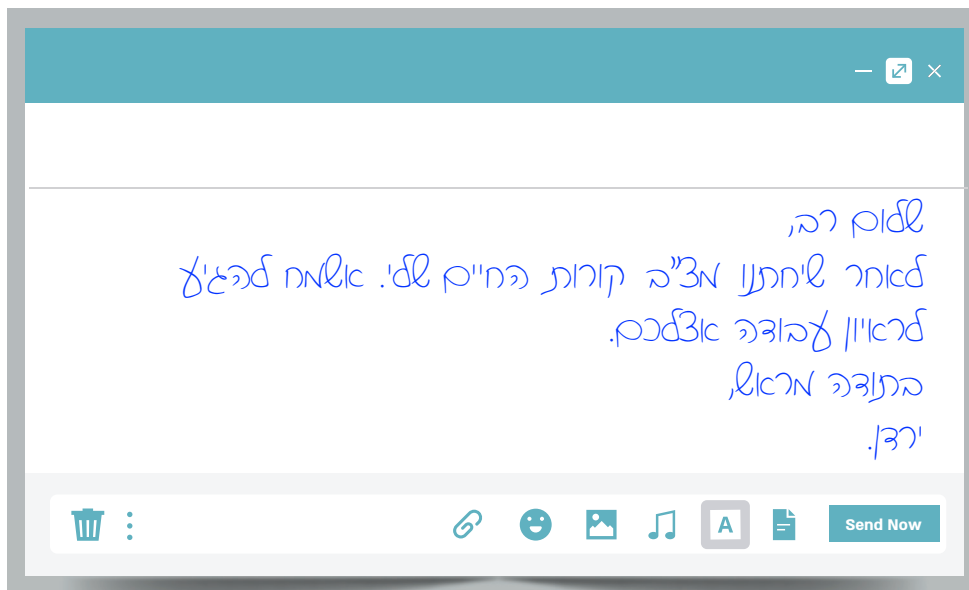 שלום רב,
לאחר שיחתנו מצ"ב קורות החיים שלי. אשמח להגיע
לראיון עבודה אצלכם.
בתודה מראש,
ירדן.
A
Send Now